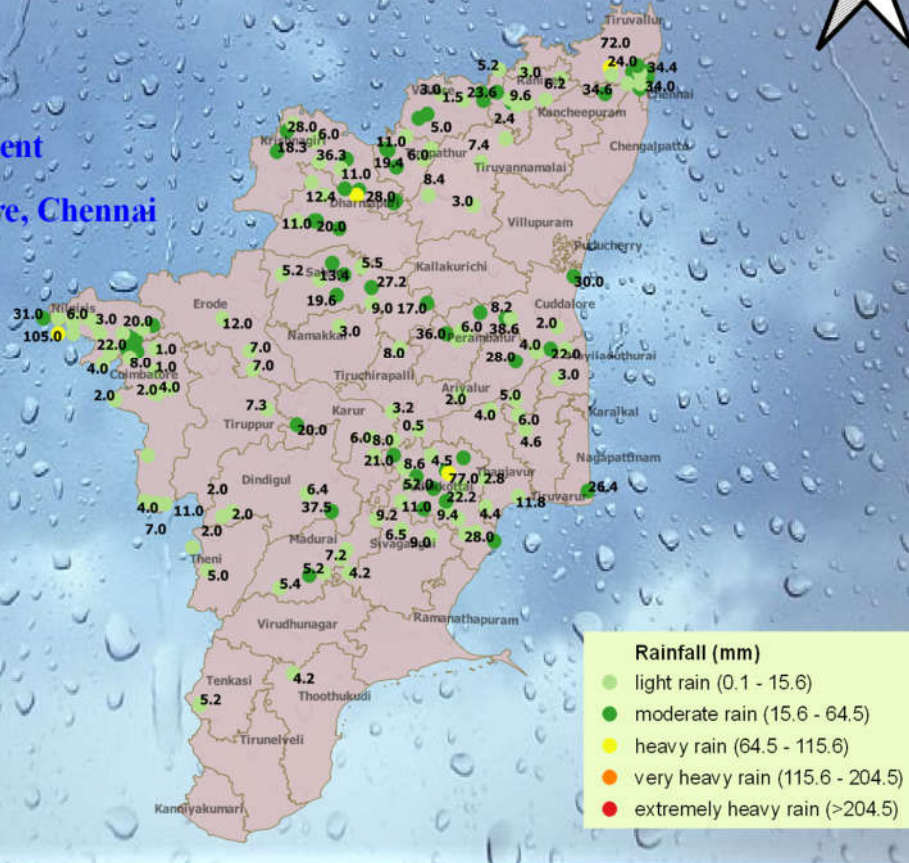 Tiruvallur
72.0
24.0
34.4
5.2
3.0
6.2
34.6
34.0
Chennai
3.0
1.5
23.6
9.6
Kancheepuram
2.4
28.0
6.0
5.0
Krishnagiri
18.3
11.0
7.4
Chengalpattu
36.3
19.4
6.0
Tiruvannamalai
ent
11.0
8.4
12.4
28.0
3.0
re, Chennai
Dharmapuri
11.0
20.0
Villupuram
Puducherry
5.2
13.4
5.5
Kallakurichi
27.2
30.0
19.6
9.0
17.0
8.2
Cuddalore
31.0
Nilgiris
6.0
3.0
20.0
Erode
12.0
3.0
36.0
6.0
38.6
2.0
105.0
Namakkal
Perambalur
22.0
1.0
7.0
8.0
28.0
4.0
22.0
Mayiladuthurai
4.0
8.0
1.0
7.0
Coimbatore
Tiruchirapalli
3.0
2.0
2.0
4.0
Ariyalur
2.0
5.0
7.3
Karur
3.2
4.0
6.0
Karaikal
Tiruppur
20.0
0.5
6.0
8.0
4.6
21.0
8.6
4.5
Nagapattinam
Dindigul
52.0
77.0
2.8
Thanjavur
2.0
6.4
22.2
26.4
Tiruvarur
4.0
11.0
2.0
37.5
9.2
11.0
9.4
4.4
11.8
7.0
2.0
Madurai
6.5
9.0
28.0
Sivagangai
Theni
7.2
5.0
5.2
4.2
5.4
Virudhunagar
Ramanathapuram
Tenkasi
4.2
5.2
Thoothukudi
Tirunelveli
Kanniyakumari
Rainfall (mm)
light rain (0.1 - 15.6)
moderate rain (15.6 - 64.5)
heavy rain (64.5 - 115.6)
very heavy rain (115.6 - 204.5)
extremely heavy rain (>204.5)